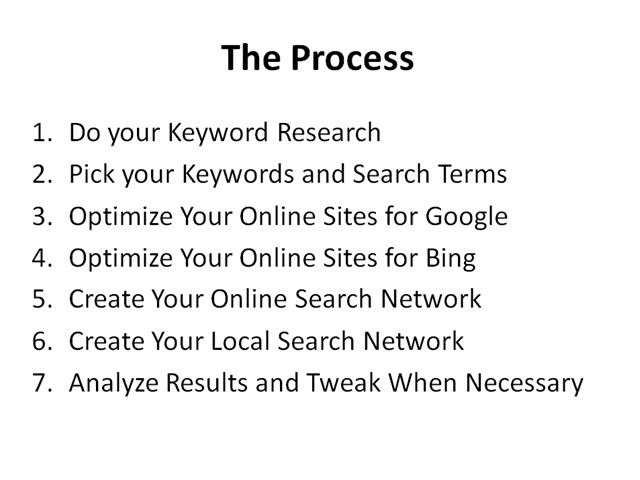 The Process
1. Do your Keyword Research
2. Pick your Keywords and Search Terms
3. Optimize Your Online Sites for Google
4. Optimize Your Online Sites for Bing
5. Create Your Online Search Network
6. Create Your Local Search Network
7. Analyze Results and Tweak When Necessary